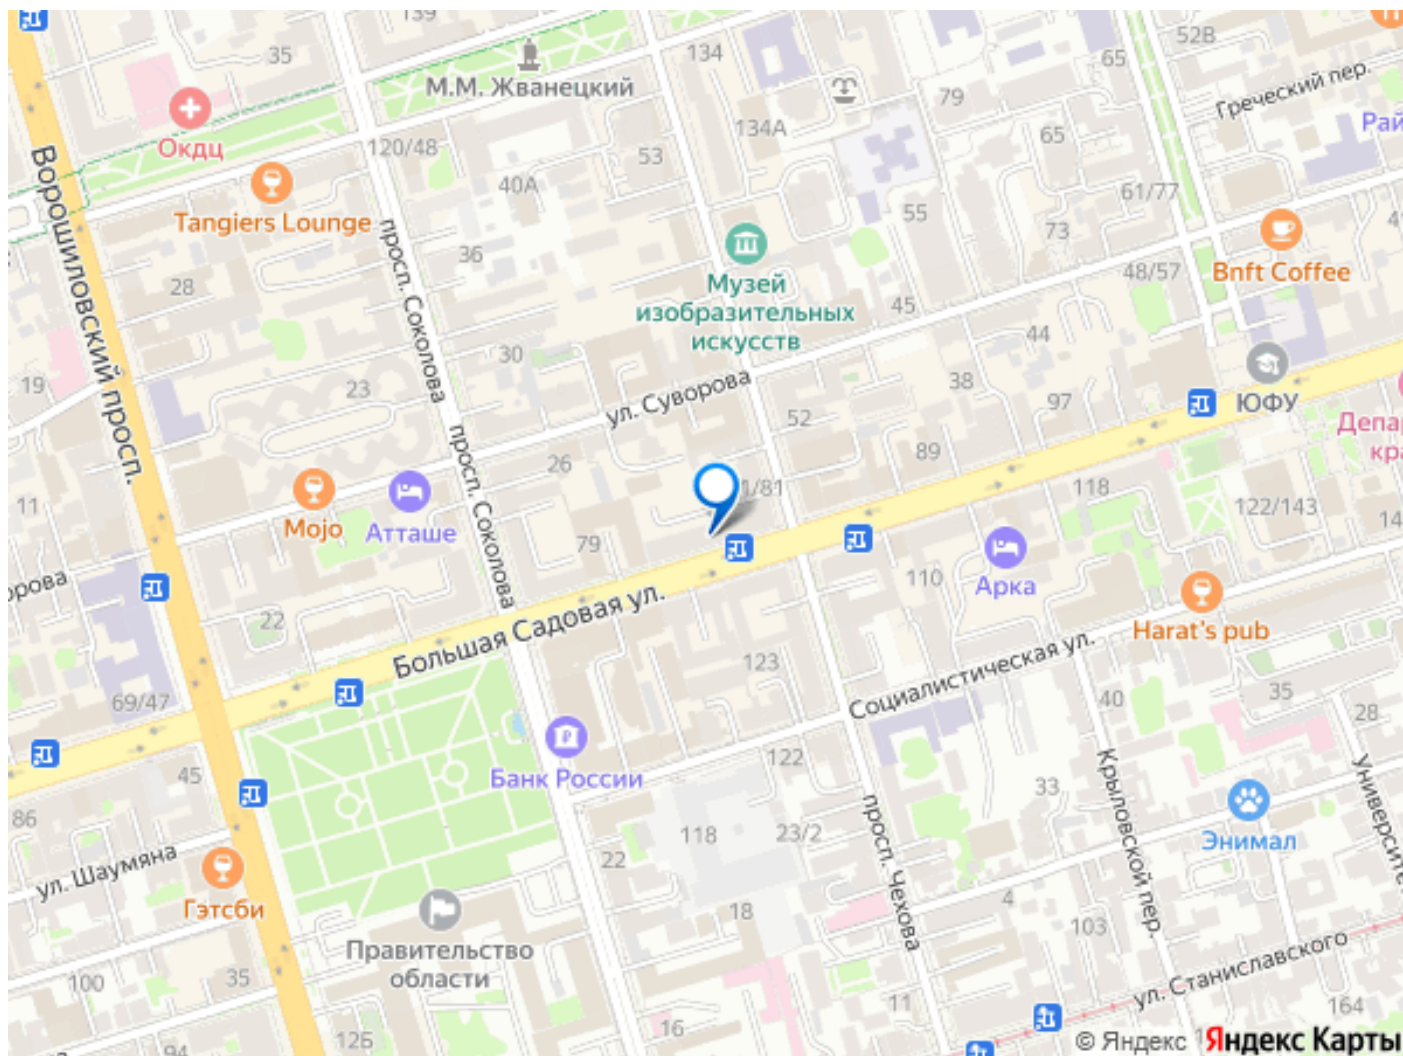 139
35
134
52В
65
М.М. Жванецкий
Греческий пер.
79
Рай
Окдц
120/48
134А
65
53
40А
61/77
Tangiers Lounge
55
73
просп. Соколова
36
Ворошиловский просп.
Bnft Coffee
48/57
28
Музей
изобразительных
искусств
45
44
30
19
23
38
ул. Суворова
97
52
ЮФУ
Депар
кра
89
26
11
просп. Соколова
1/81
118
122/143
14
Mojo
Атташе
79
110
Арка
орова
22
Большая Садовая ул.
Harat's pub
123
Социалистическая ул.
69/47
40
35
28
45
Банк России
122
33
86
118
23/2
просп. Чехова
Крыловской пер.
Университе
Энимал
ул. Шаумяна
22
Гэтсби
4
18
103
Правительство
области
ул. Станиславского
100
35
11
164
16
12Б
94
© Яндекс
Яндекс Карты